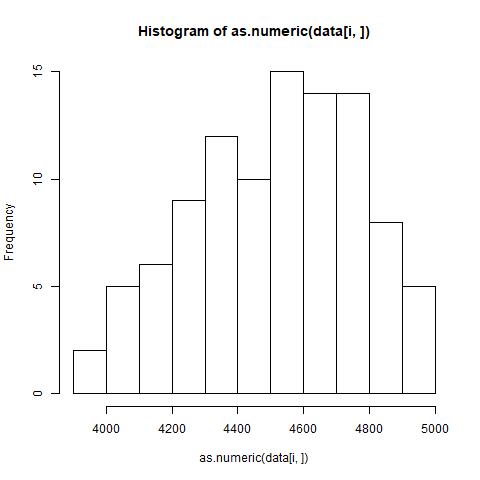 Histogram of as.numeric(data[i, ])
Frequency
15
10
5
0
4000 4200 4400 4600 4800 5000
as.numeric(data[i, ])